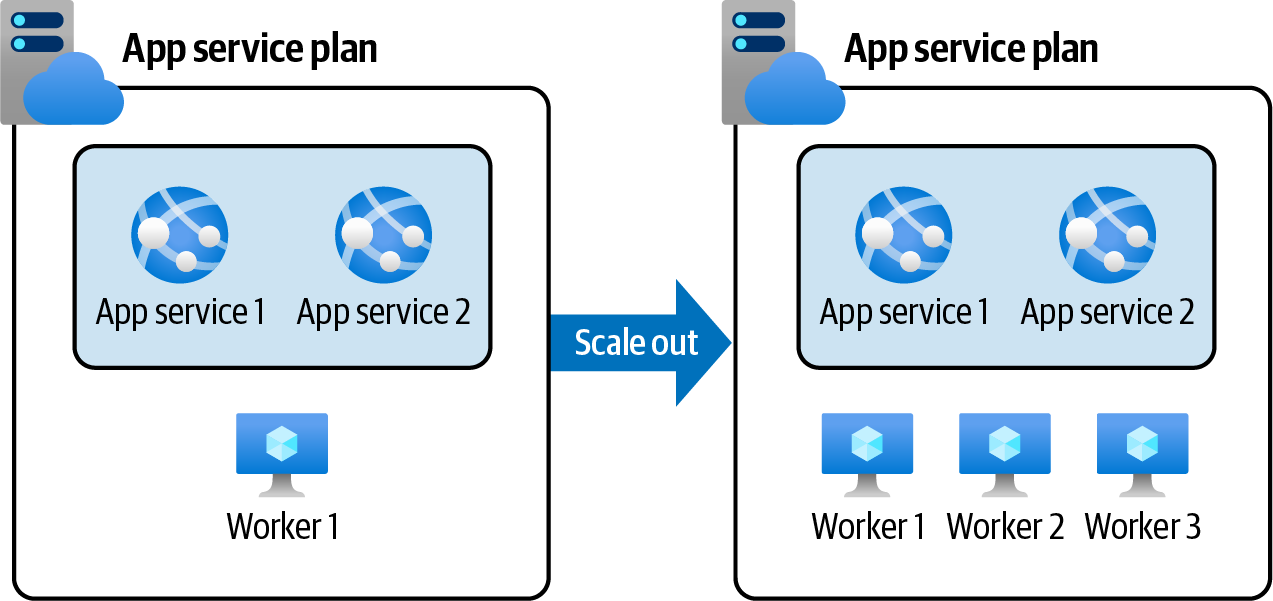 App service plan
App service 1
App service 2
Worker 1
Scale out
App service plan
App service 1
App service 2
Worker 1
Worker 2
Worker 3